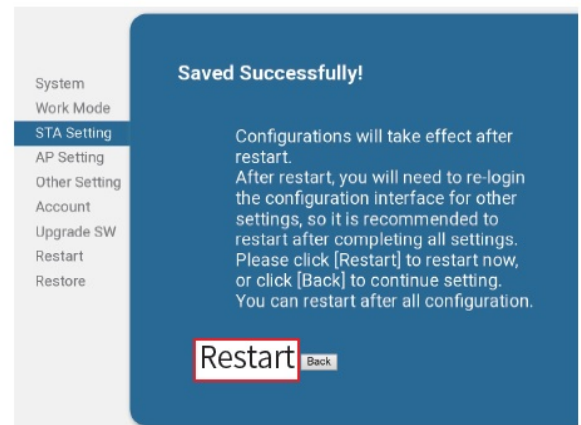 System
Work Mode
STA Setting
AP Setting
Other Setting
Account
Upgrade SW
Restart
Restore
Saved Successfully!
Configurations will take effect after
restart.
After restart, you will need to re-login
the configuration interface for other
settings, so it is recommended to
restart after completing all settings.
Please click [Restart] to restart now,
or click [Back] to continue setting.
You can restart after all configuration.
Restart Back